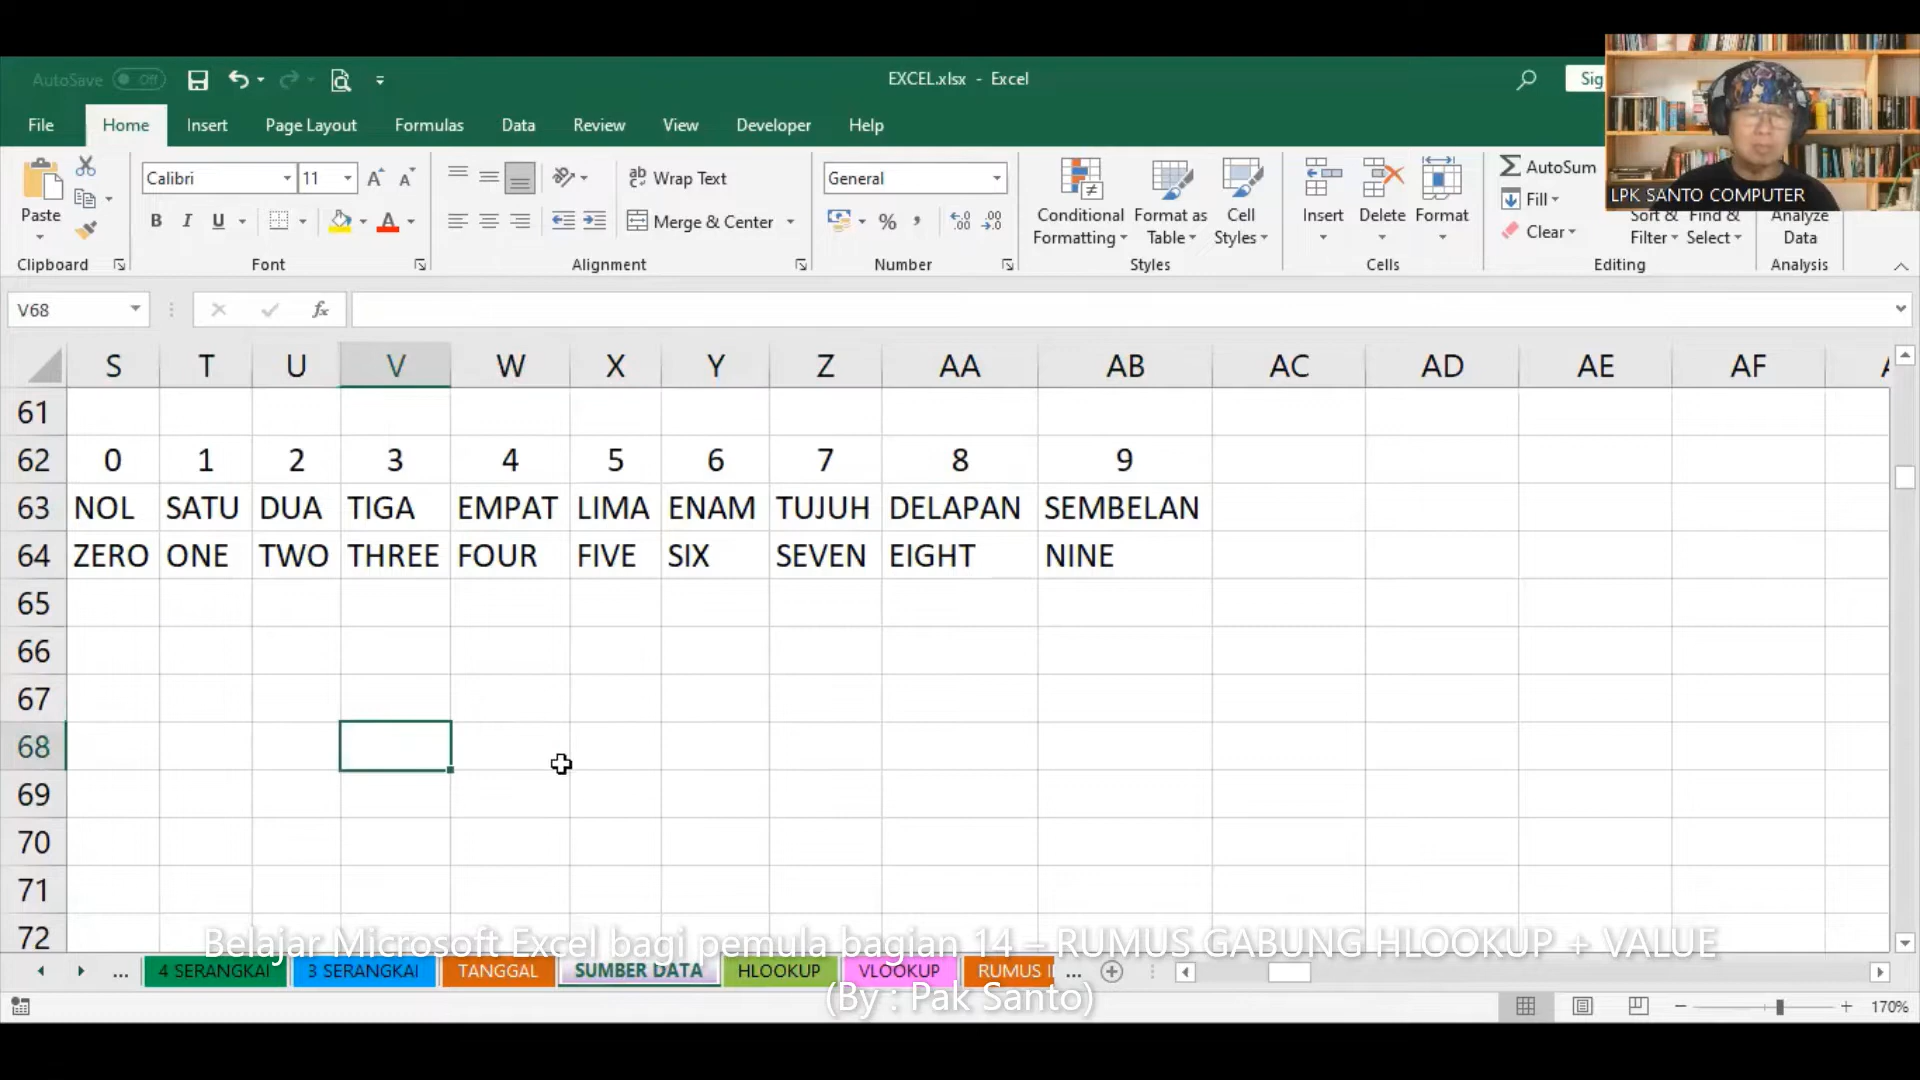 AutoSave Off
EXCEL.xlsx - Excel
Sig
LPK SANTO COMPUTER
File Home Insert Page Layout Formulas Data Review View Developer Help
Paste
Calibri 11
B I U
Wrap Text
Merge & Center
General
% ,
Conditional Formatting
Format as Table
Cell Styles
Insert Delete Format
AutoSum
Fill
Clear
Sort & Filter
Find & Select
Analyze Data
Clipboard Font Alignment Number Styles Cells Editing Analysis
V68 fx
S T U V W X Y Z AA AB AC AD AE AF
61
62 0 1 2 3 4 5 6 7 8 9
63 NOL SATU DUA TIGA EMPAT LIMA ENAM TUJUH DELAPAN SEMBELAN
64 ZERO ONE TWO THREE FOUR FIVE SIX SEVEN EIGHT NINE
65
66
67
68
69
70
71
72
Belajar Microsoft Excel bagi pemula bagian 14 – RUMUS GABUNG HLOOKUP + VALUE
... 4 SERANGKAI 3 SERANGKAI TANGGAL SUMBER DATA HLOOKUP VLOOKUP RUMUS I ...
(By : Pak Santo)
170%